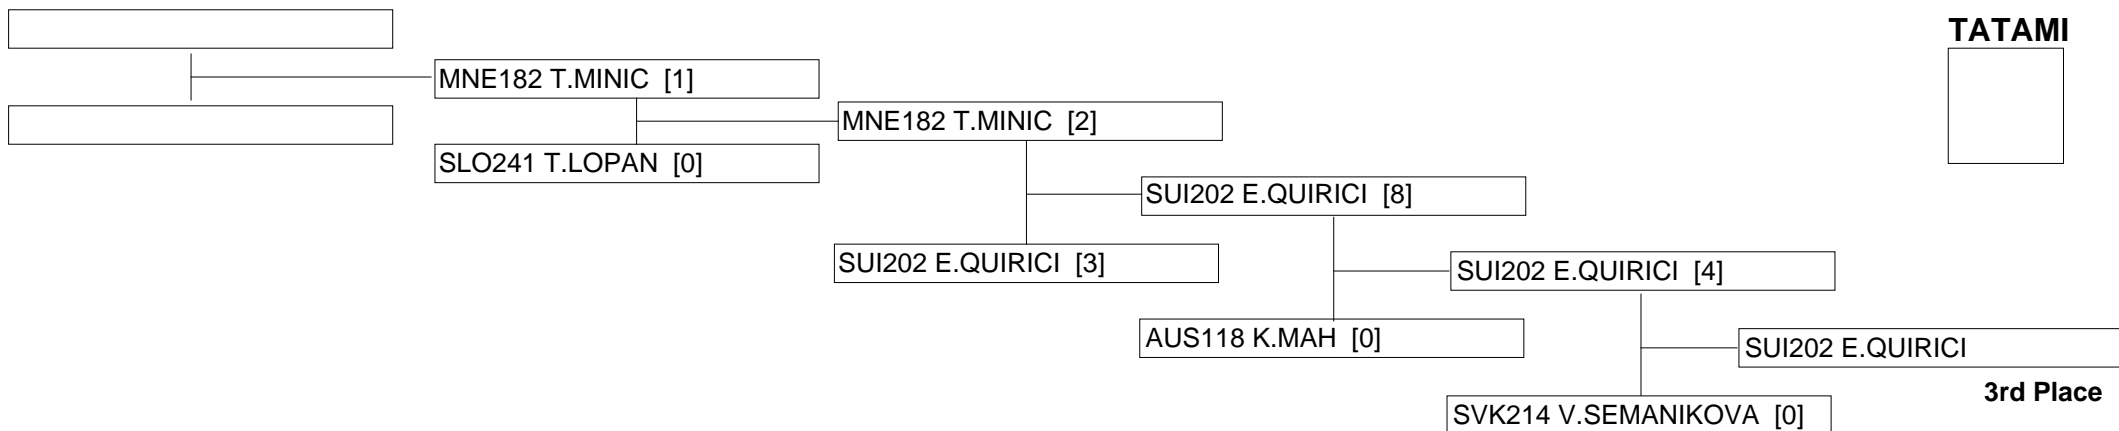 TATAMI
MNE182 T.MINIC [1]
MNE182 T.MINIC [2]
SLO241 T.LOPAN [0]
SUI202 E.QUIRICI [8]
SUI202 E.QUIRICI [3]
SUI202 E.QUIRICI [4]
AUS118 K.MAH [0]
SUI202 E.QUIRICI
3rd Place
SVK214 V.SEMANIKOVA [0]